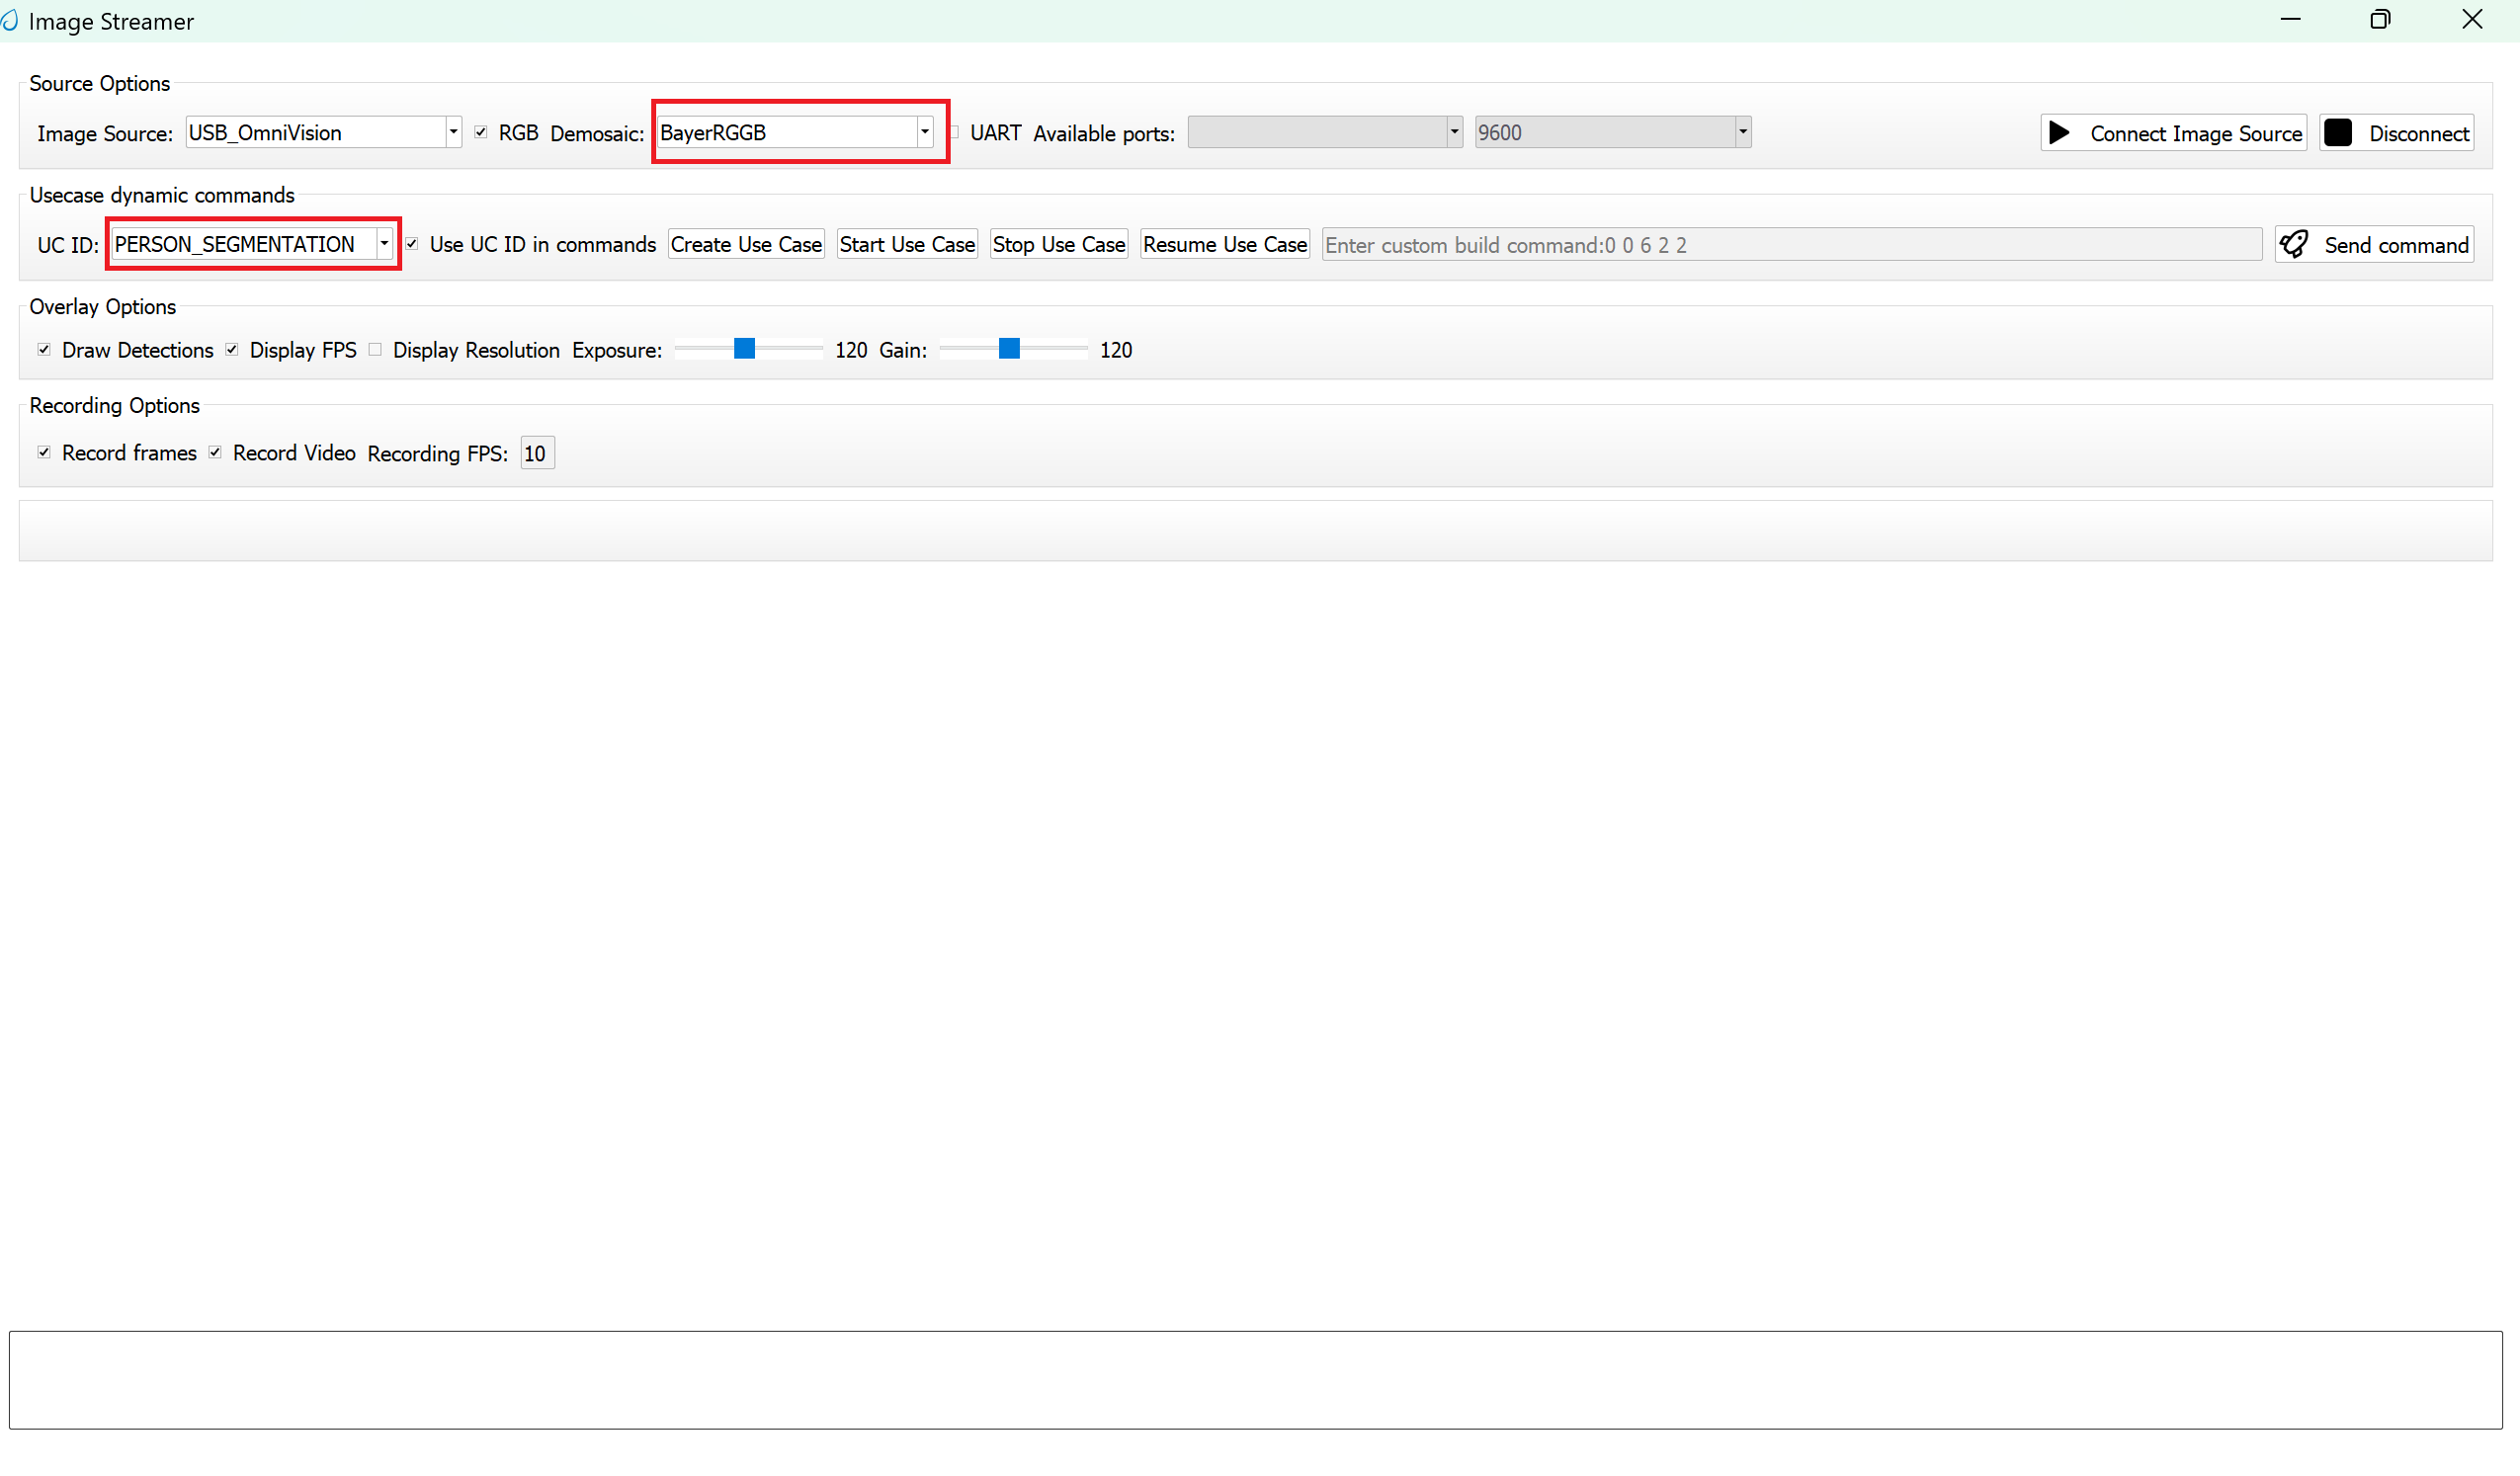 Image Streamer
Source Options
Image Source: USB_OmniVision RGB Demosaic: BayerRGGB UART Available ports: 9600 Connect Image Source Disconnect
Usecase dynamic commands
UC ID: PERSON_SEGMENTATION Use UC ID in commands Create Use Case Start Use Case Stop Use Case Resume Use Case Enter custom build command:0 0 6 2 2 Send command
Overlay Options
Draw Detections Display FPS Display Resolution Exposure: 120 Gain: 120
Recording Options
Record frames Record Video Recording FPS: 10